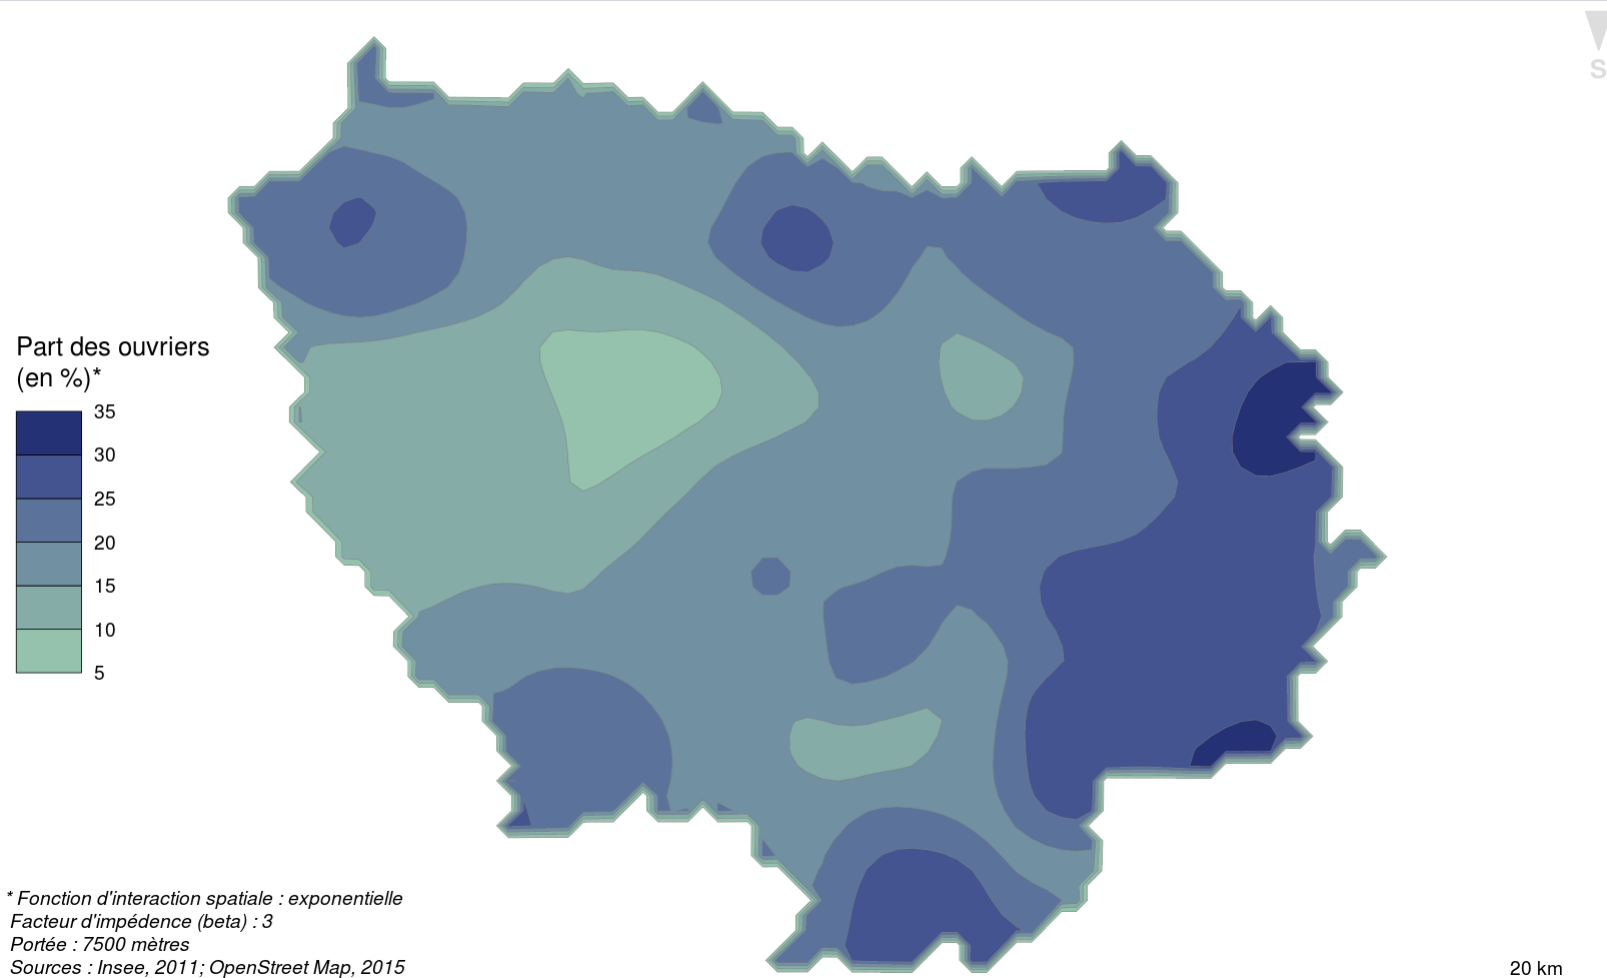 S
Part des ouvriers
(en %)*
35
30
25
20
15
10
5
* Fonction d'interaction spatiale : exponentielle
Facteur d'impédence (beta) : 3
Portée : 7500 mètres
Sources : Insee, 2011; OpenStreet Map, 2015
20 km